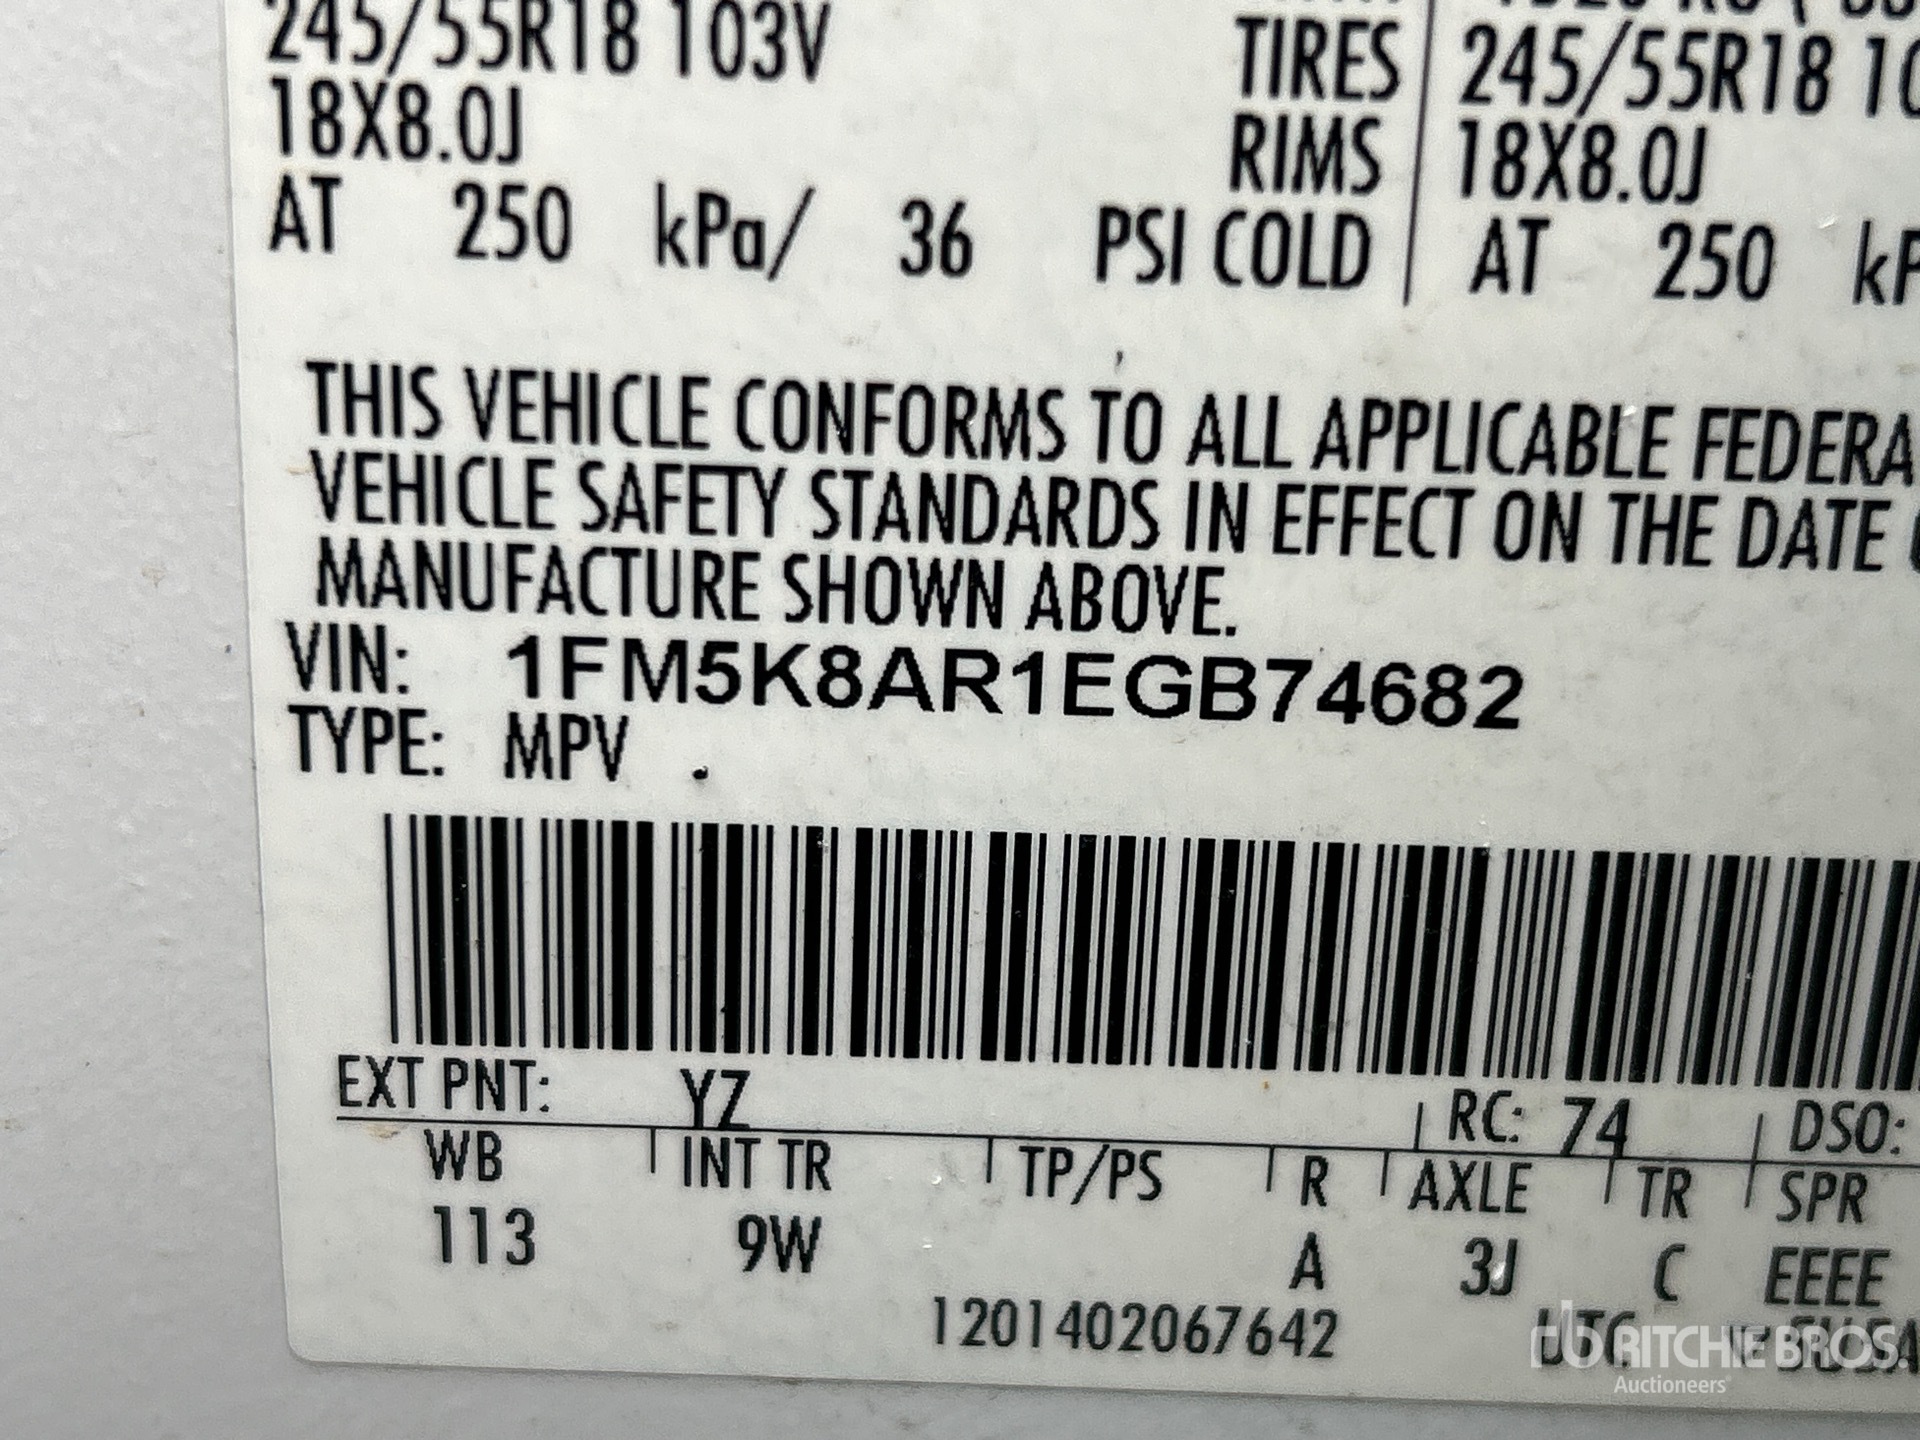 245/55R18 103V TIRES 245/55R18
18X8.0J RIMS 18X8.0J
AT 250 kPa/ 36 PSI COLD AT 250
THIS VEHICLE CONFORMS TO ALL APPLICABLE FEDERA
VEHICLE SAFETY STANDARDS IN EFFECT ON THE DATE
MANUFACTURE SHOWN ABOVE.
VIN: 1FM5K8AR1EGB74682
TYPE: MPV .
EXT PNT: YZ RC: 74 DSO:
WB INT TR TP/PS R AXLE TR SPR
113 9W A 3J C EEEE
1201402067642 UTC
rb RITCHIE BROS.
Auctioneers